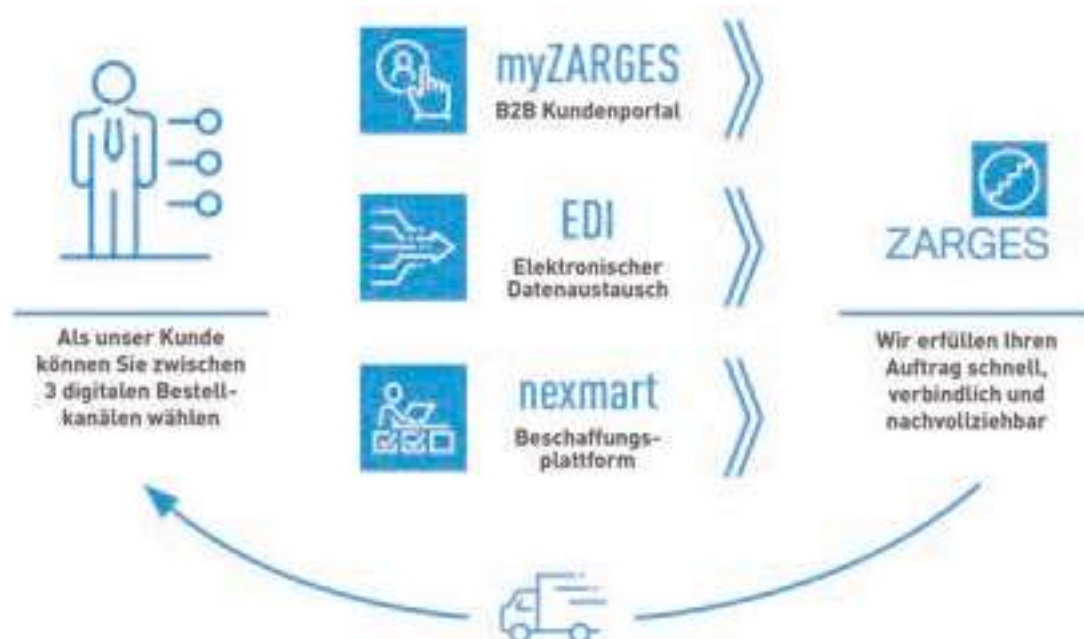 Als unser Kunde
können Sie zwischen
3 digitalen Bestell-
kanälen wählen
myZARGES
B2B Kundenportal
EDI
Elektronischer
Datenaustausch
nexmart
Beschaffungs-
plattform
ZARGES
Wir erfüllen Ihren
Auftrag schnell,
verbindlich und
nachvollziehbar